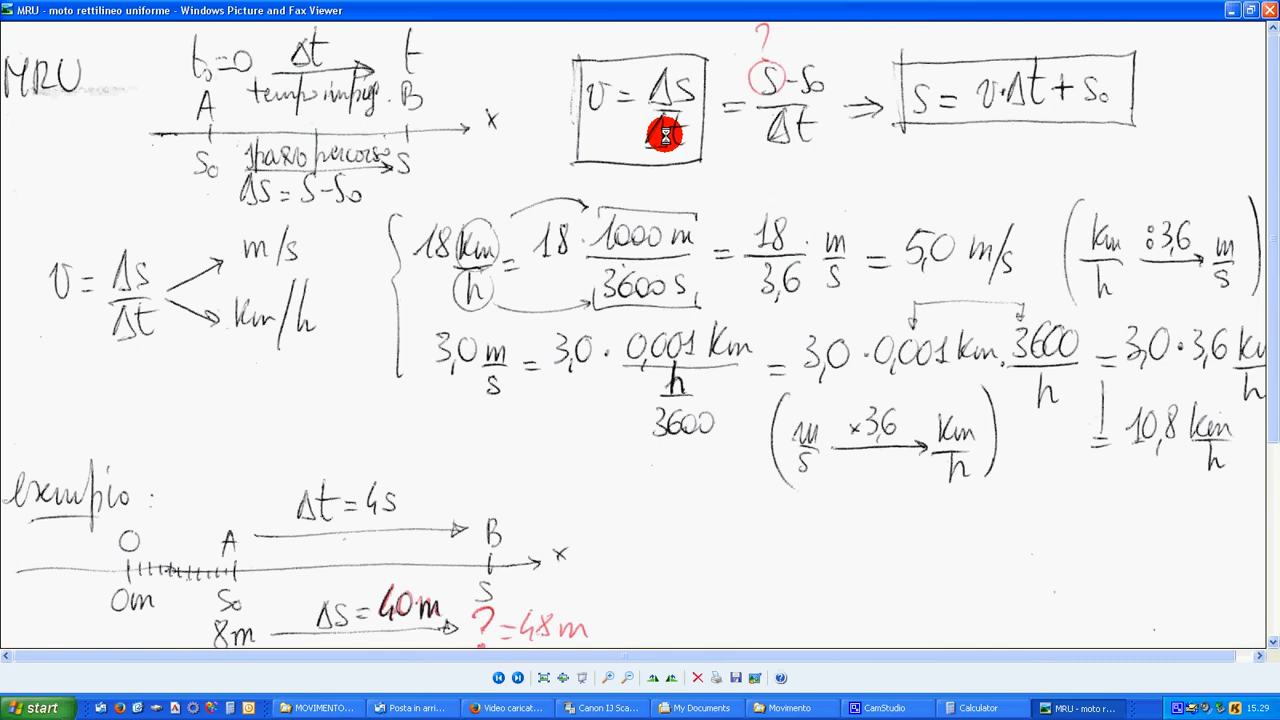 MRU - moto rettilineo uniforme - Windows Picture and Fax Viewer
MRU
t₀=0 Δt t
tempo impieg.
A B
x
S₀ spazio percorso S
ΔS = S-S₀
v = Δs/Δt = (S-S₀)/Δt ⇒ S = v·Δt + S₀
?
v = Δs/Δt
m/s
km/h
18 km/h = 18 · 1000 m/3600 s = 18/3,6 · m/s = 5,0 m/s (km/h :3,6 → m/s)
3,0 m/s = 3,0 · 0,001 km/(h/3600) = 3,0 · 0,001 km · 3600/h = 3,0 · 3,6 km/h
= 10,8 km/h
(m/s ×3,6 → km/h)
esempio:
Δt = 4s
O A B x
0m S₀ S
8m ΔS = 40 m ? = 48 m
start
MOVIMENTO...
Posta in arri...
Video caricat...
Canon IJ Sca...
My Documents
Movimento
CamStudio
Calculator
MRU - moto r...
15.29